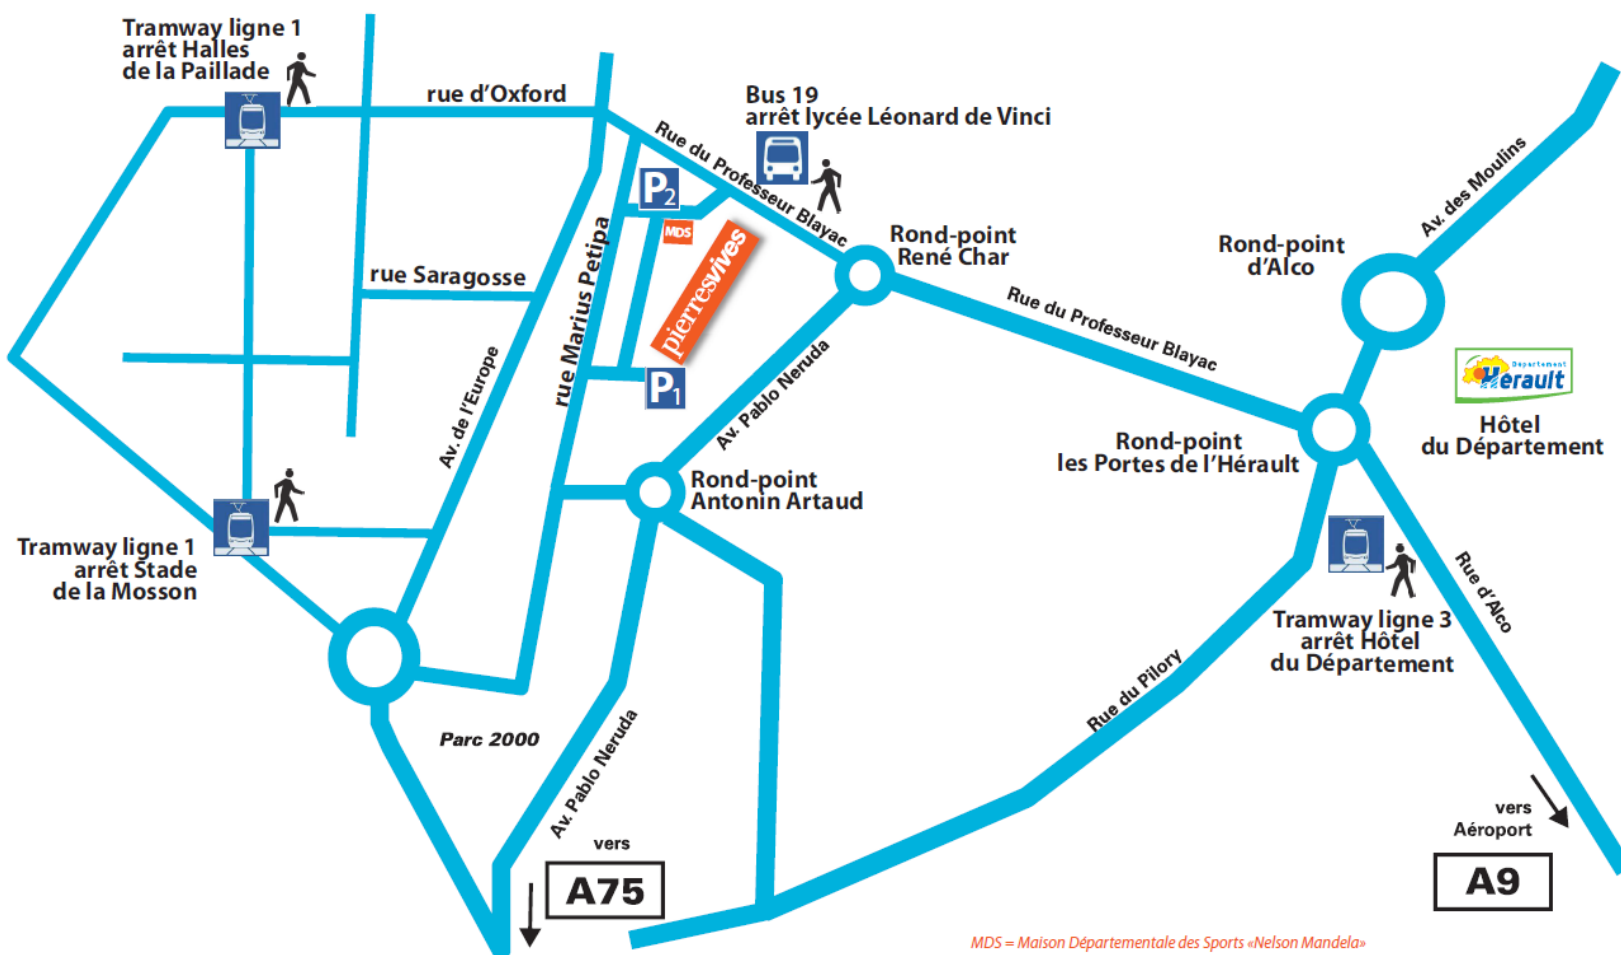 Tramway ligne 1
arrêt Halles
de la Paillade
rue d'Oxford
Bus 19
arrêt lycée Léonard de Vinci
Rue du Professeur Blayac
P2
MDS
pierresvives
rue Marius Petipa
rue Saragosse
Av. de l'Europe
P1
Av. Pablo Neruda
Rond-point
René Char
Rue du Professeur Blayac
Rond-point
d'Alco
Av. des Moulins
Département
Herault
Hôtel
du Département
Rond-point
les Portes de l'Hérault
Rond-point
Antonin Artaud
Tramway ligne 1
arrêt Stade
de la Mosson
Tramway ligne 3
arrêt Hôtel
du Département
Rue d'Alco
Rue du Pilory
Parc 2000
Av. Pablo Neruda
vers
A75
vers
Aéroport
A9
MDS = Maison Départementale des Sports «Nelson Mandela»